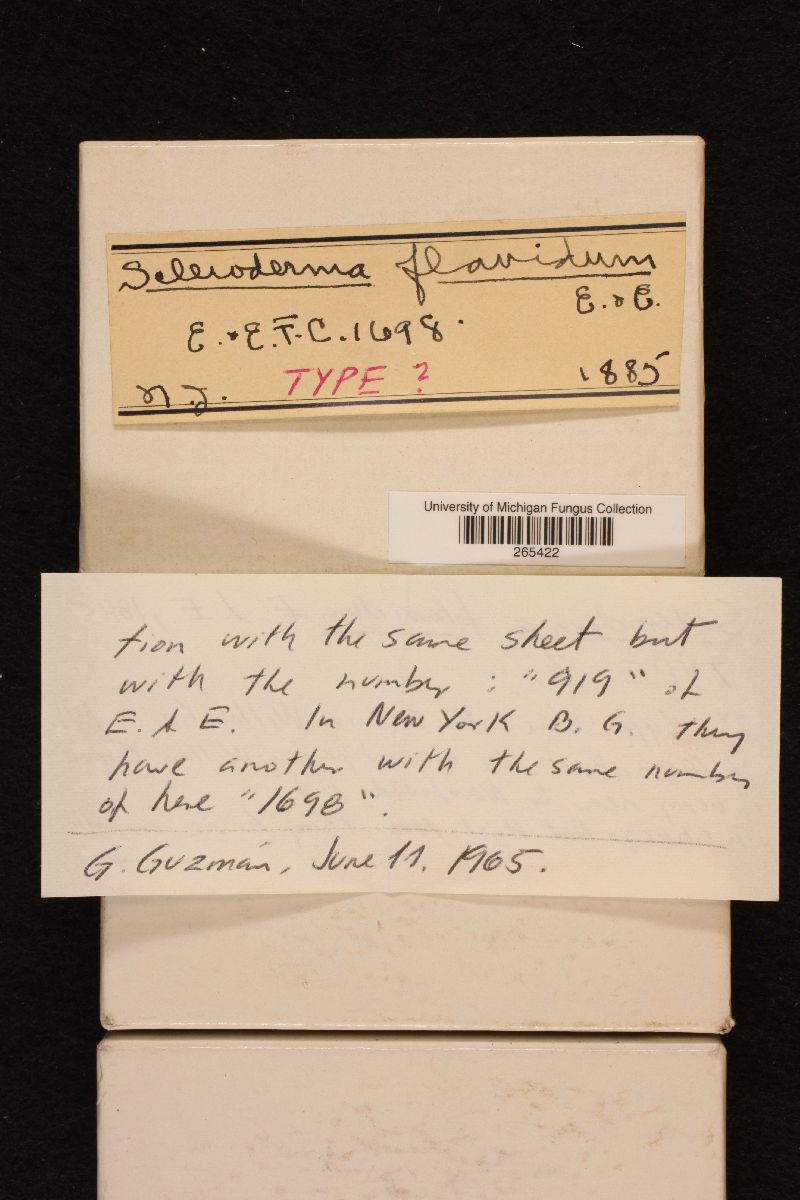 Scleroderma flavidum
E. & E.
E. & E. F. C. 1698.
N.J. TYPE ? 1885
University of Michigan Fungus Collection
265422
tion with the same sheet but
with the number : "919" of
E. & E. In New York B. G. they
have another with the same number
of here "1698".
G. Guzmán, June 11, 1965.